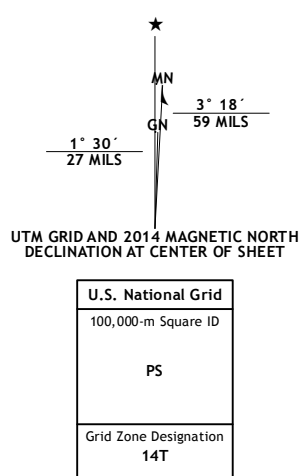 ★
MN
3° 18´
59 MILS
GN
1° 30´
27 MILS
UTM GRID AND 2014 MAGNETIC NORTH
DECLINATION AT CENTER OF SHEET
U.S. National Grid
100,000-m Square ID
PS
Grid Zone Designation
14T